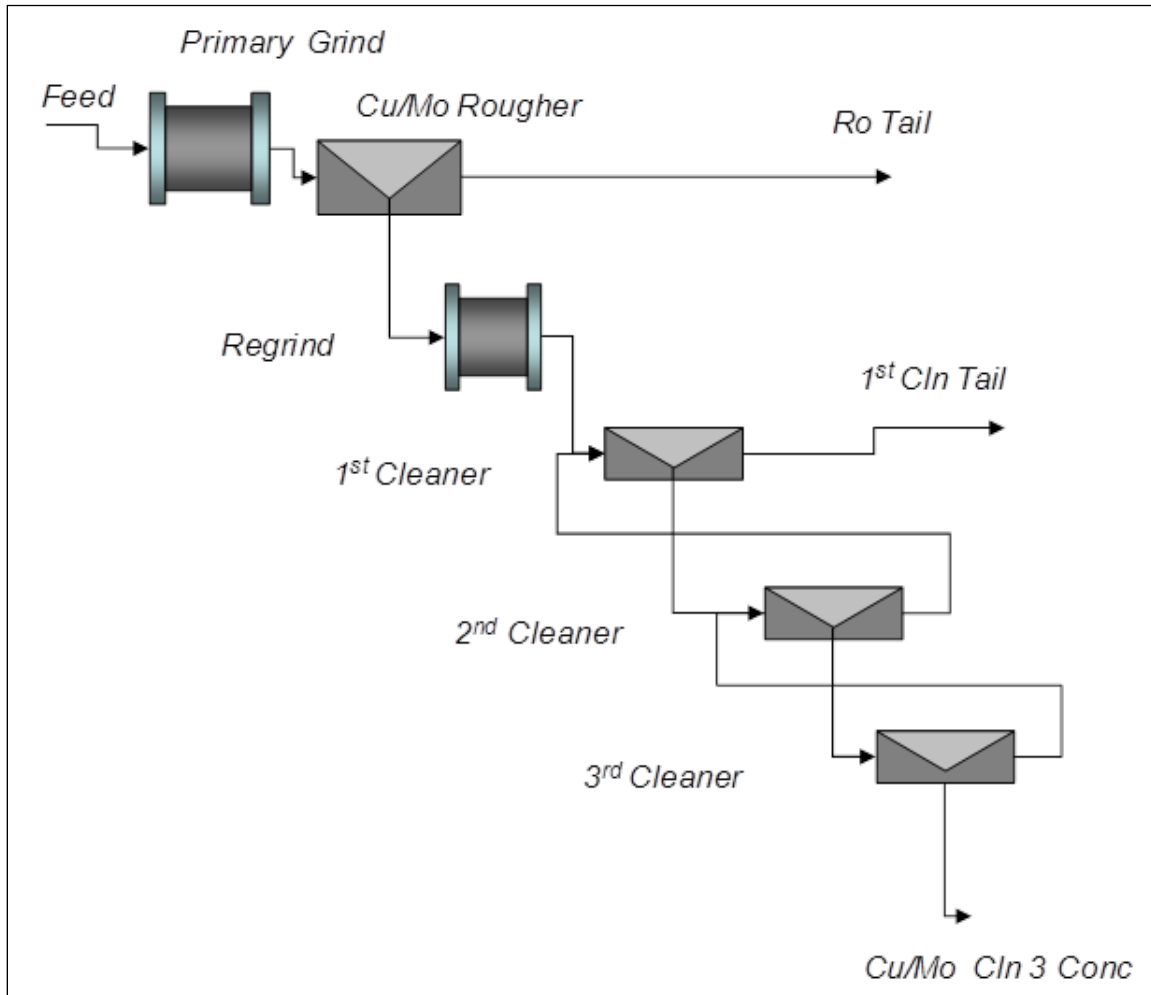 Primary Grind
Feed
Cu/Mo Rougher
Ro Tail
Regrind
1st Cln Tail
1st Cleaner
2nd Cleaner
3rd Cleaner
Cu/Mo Cln 3 Conc